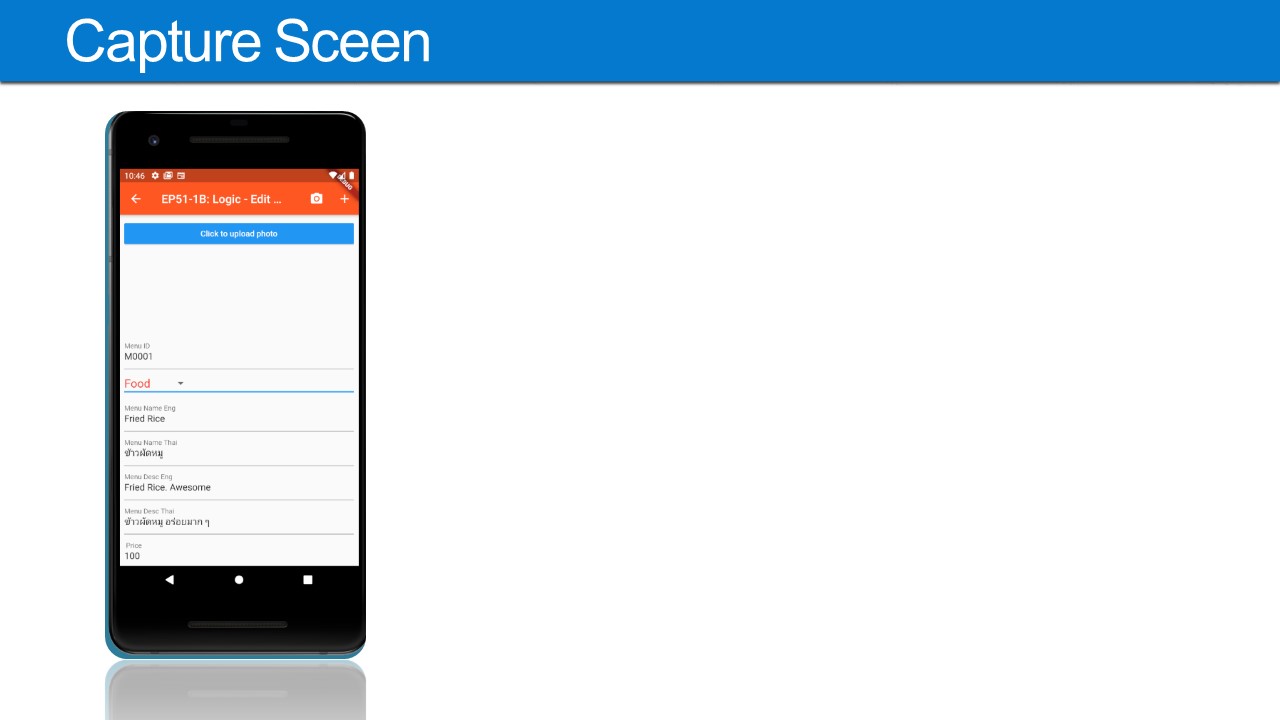 Capture Sceen
10:46
DEBUG
EP51-1B: Logic - Edit ...
Click to upload photo
Menu ID
M0001
Food
Menu Name Eng
Fried Rice
Menu Name Thai
ข้าวผัดหมู
Menu Desc Eng
Fried Rice. Awesome
Menu Desc Thai
ข้าวผัดหมู อร่อยมาก ๆ
Price
100